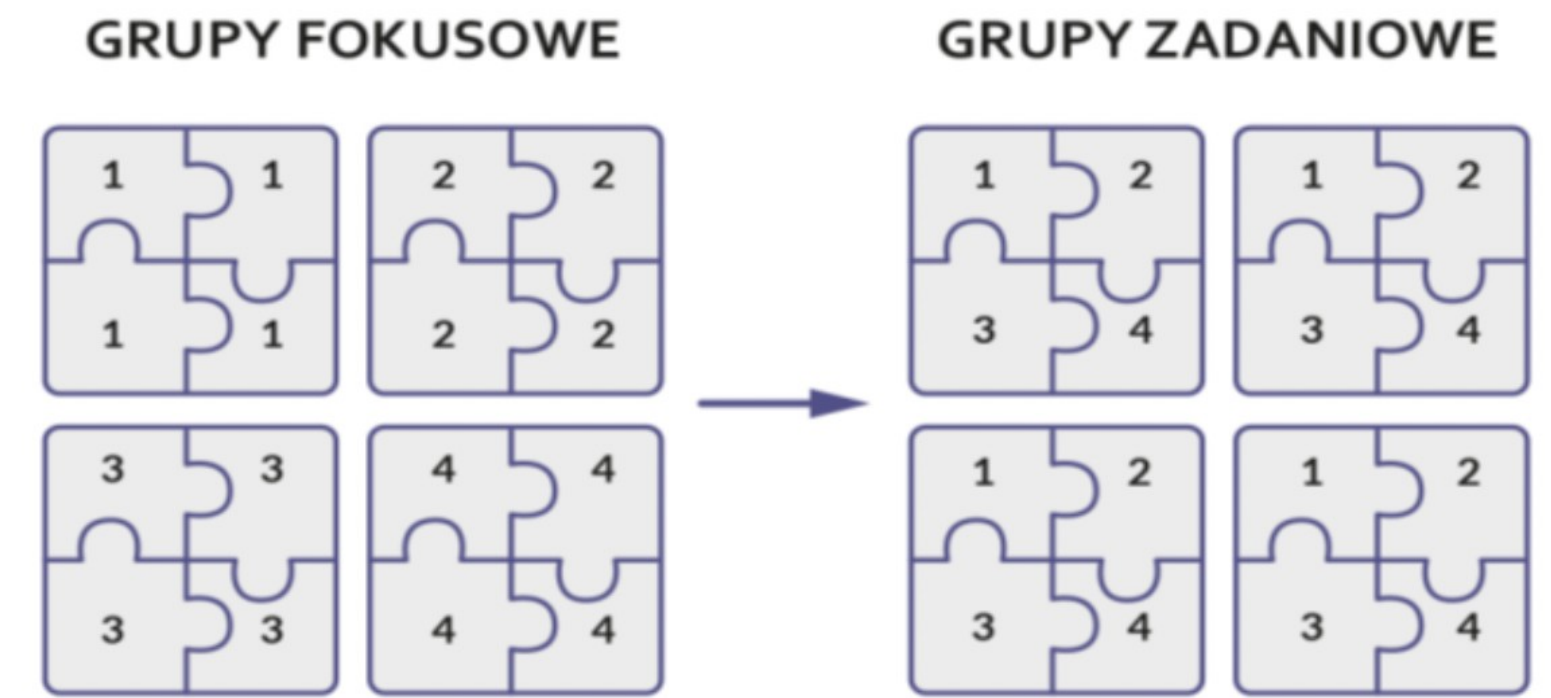 GRUPY FOKUSOWE GRUPY ZADANIOWE
1 1 2 2 1 2 1 2
1 1 2 2 3 4 3 4
3 3 4 4 1 2 1 2
3 3 4 4 3 4 3 4